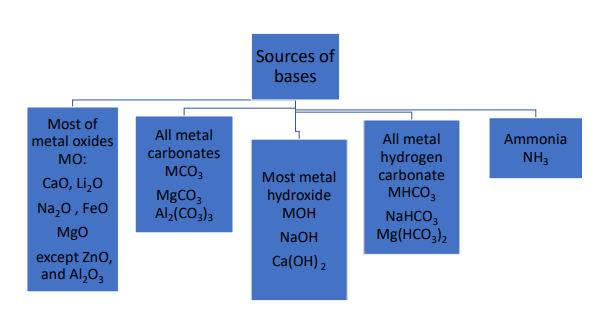 Sources of
bases
Most of
metal oxides
MO:
CaO, Li₂O
Na₂O , FeO
MgO
except ZnO,
and Al₂O₃
All metal
carbonates
MCO₃
MgCO₃
Al₂(CO₃)₃
Most metal
hydroxide
MOH
NaOH
Ca(OH) ₂
All metal
hydrogen
carbonate
MHCO₃
NaHCO₃
Mg(HCO₃)₂
Ammonia
NH₃